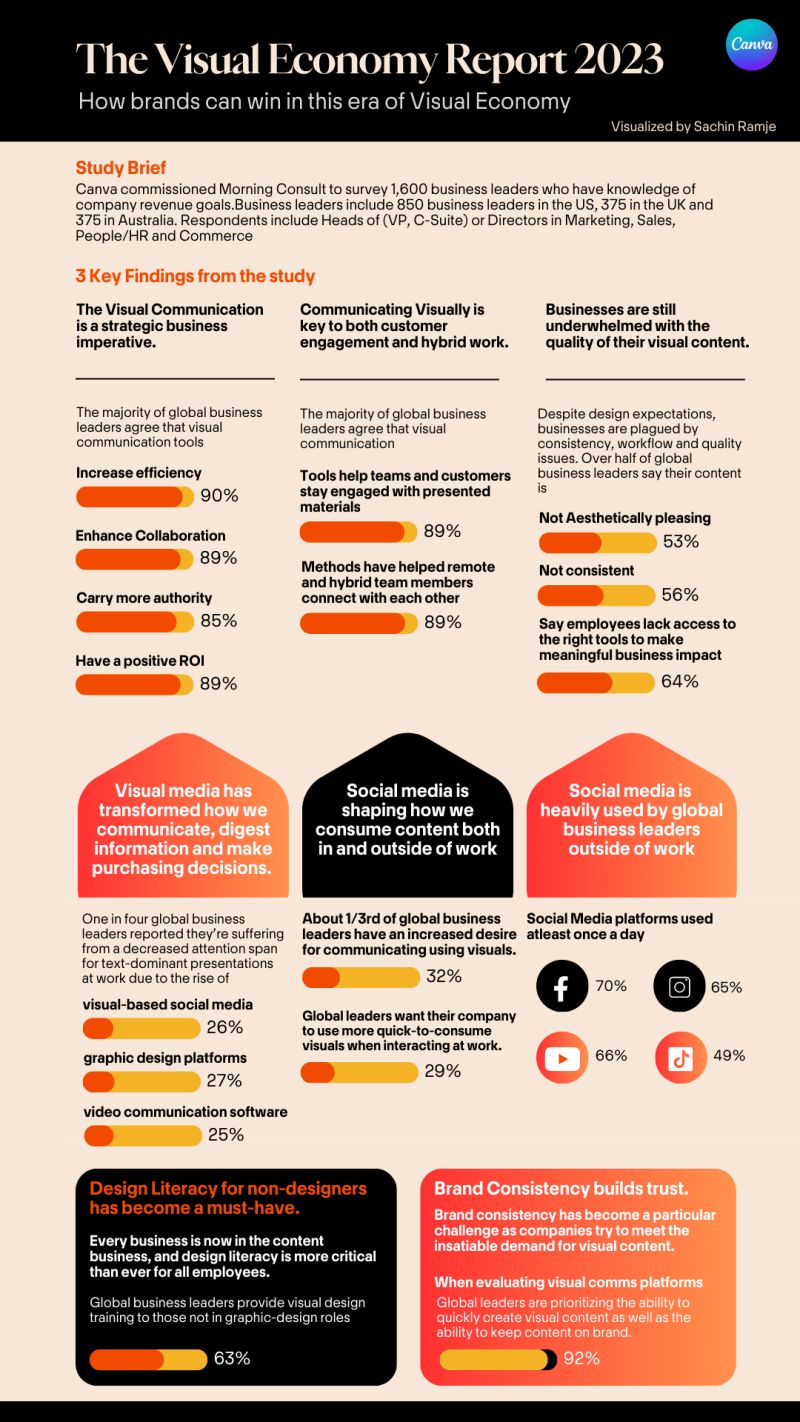 The Visual Economy Report 2023
Canva
How brands can win in this era of Visual Economy
Visualized by Sachin Ramje
Study Brief
Canva commissioned Morning Consult to survey 1,600 business leaders who have knowledge of
company revenue goals.Business leaders include 850 business leaders in the US, 375 in the UK and
375 in Australia. Respondents include Heads of (VP, C-Suite) or Directors in Marketing, Sales,
People/HR and Commerce
3 Key Findings from the study
The Visual Communication
is a strategic business
imperative.
The majority of global business
leaders agree that visual
communication tools
Increase efficiency
90%
Enhance Collaboration
89%
Carry more authority
85%
Have a positive ROI
89%
Communicating Visually is
key to both customer
engagement and hybrid work.
The majority of global business
leaders agree that visual
communication
Tools help teams and customers
stay engaged with presented
materials
89%
Methods have helped remote
and hybrid team members
connect with each other
89%
Businesses are still
underwhelmed with the
quality of their visual content.
Despite design expectations,
businesses are plagued by
consistency, workflow and quality
issues. Over half of global
business leaders say their content
is
Not Aesthetically pleasing
53%
Not consistent
56%
Say employees lack access to
the right tools to make
meaningful business impact
64%
Visual media has
transformed how we
communicate, digest
information and make
purchasing decisions.
One in four global business
leaders reported they're suffering
from a decreased attention span
for text-dominant presentations
at work due to the rise of
visual-based social media
26%
graphic design platforms
27%
video communication software
25%
Social media is
shaping how we
consume content both
in and outside of work
About 1/3rd of global business
leaders have an increased desire
for communicating using visuals.
32%
Global leaders want their company
to use more quick-to-consume
visuals when interacting at work.
29%
Social media is
heavily used by global
business leaders
outside of work
Social Media platforms used
atleast once a day
70%
65%
66%
49%
Design Literacy for non-designers
has become a must-have.
Every business is now in the content
business, and design literacy is more critical
than ever for all employees.
Global business leaders provide visual design
training to those not in graphic-design roles
63%
Brand Consistency builds trust.
Brand consistency has become a particular
challenge as companies try to meet the
insatiable demand for visual content.
When evaluating visual comms platforms
Global leaders are prioritizing the ability to
quickly create visual content as well as the
ability to keep content on brand.
92%